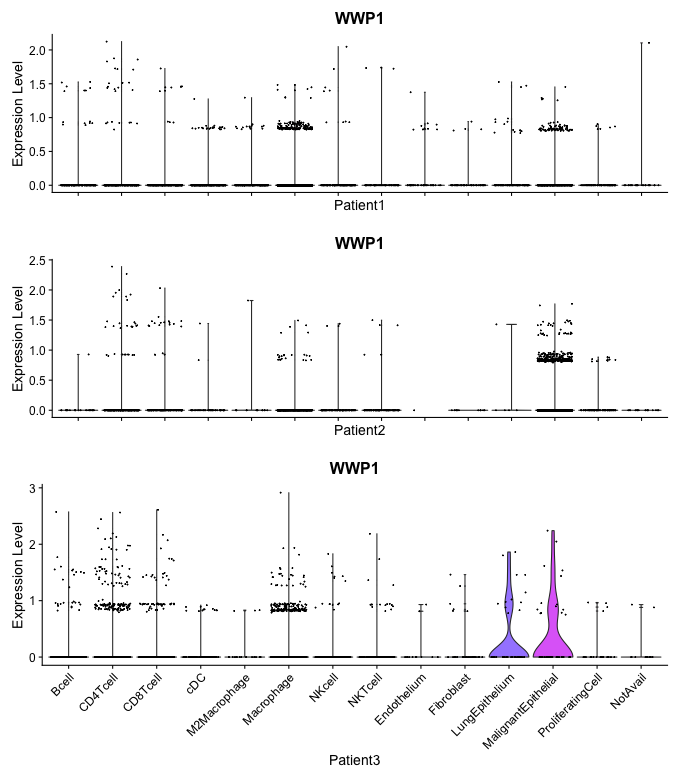 WWP1
Expression Level
2.0
1.5
1.0
0.5
0.0
Patient1
WWP1
Expression Level
2.5
2.0
1.5
1.0
0.5
0.0
Patient2
WWP1
Expression Level
3
2
1
0
Bcell
CD4Tcell
CD8Tcell
cDC
M2Macrophage
Macrophage
NKcell
NKTcell
Endothelium
Fibroblast
LungEpithelium
MalignantEpithelial
ProliferatingCell
NotAvail
Patient3